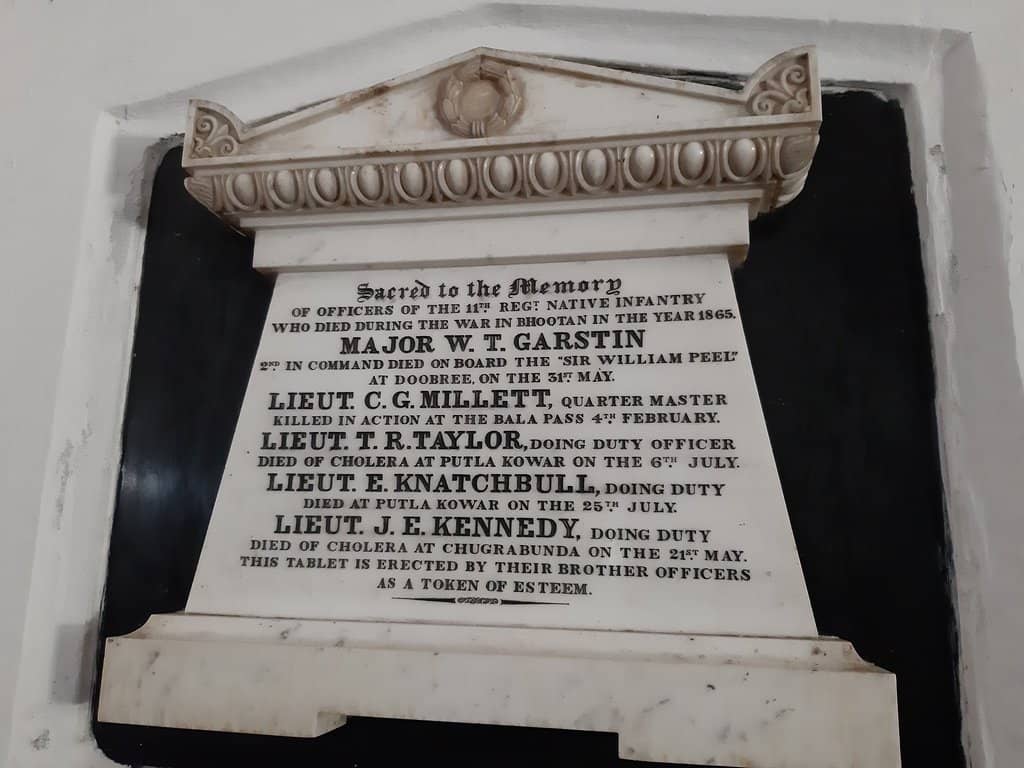 Sacred to the Memory
OF OFFICERS OF THE 11TH REGT NATIVE INFANTRY
WHO DIED DURING THE WAR IN BHOOTAN IN THE YEAR 1865.
MAJOR W. T. GARSTIN
2ND IN COMMAND DIED ON BOARD THE "SIR WILLIAM PEEL"
AT DOOBREE, ON THE 31ST MAY.
LIEUT. C. G. MILLETT, QUARTER MASTER
KILLED IN ACTION AT THE BALA PASS 4TH FEBRUARY.
LIEUT. T. R. TAYLOR, DOING DUTY OFFICER
DIED OF CHOLERA AT PUTLA KOWAR ON THE 6TH JULY.
LIEUT. E. KNATCHBULL, DOING DUTY
DIED AT PUTLA KOWAR ON THE 25TH JULY.
LIEUT. J. E. KENNEDY, DOING DUTY
DIED OF CHOLERA AT CHUGRABUNDA ON THE 21ST MAY.
THIS TABLET IS ERECTED BY THEIR BROTHER OFFICERS
AS A TOKEN OF ESTEEM.